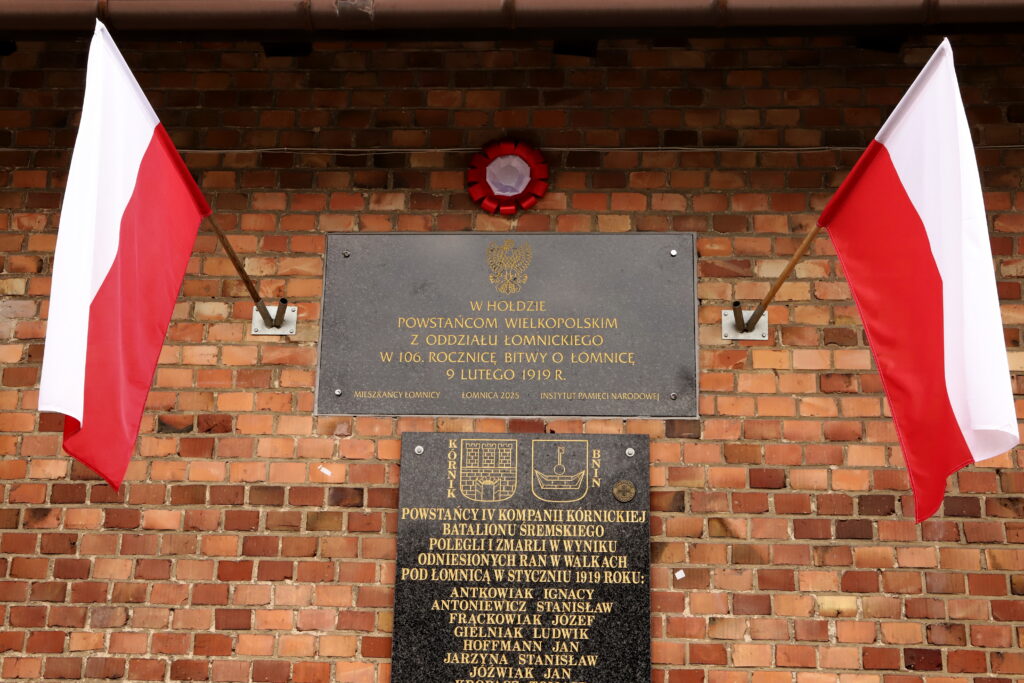 W HOŁDZIE
POWSTAŃCOM WIELKOPOLSKIM
Z ODDZIAŁU ŁOMNICKIEGO
W 106. ROCZNICĘ BITWY O ŁOMNICĘ
9 LUTEGO 1919 R.
MIESZKAŃCY ŁOMNICY ŁOMNICA 2025 INSTYTUT PAMIĘCI NARODOWEJ
KÓRNIK BNIN
POWSTAŃCY IV KOMPANII KÓRNICKIEJ
BATALIONU ŚREMSKIEGO
POLEGLI I ZMARLI W WYNIKU
ODNIESIONYCH RAN W WALKACH
POD ŁOMNICĄ W STYCZNIU 1919 ROKU:
ANTKOWIAK IGNACY
ANTONIEWICZ STANISŁAW
FRĄCKOWIAK JÓZEF
GIELNIAK LUDWIK
HOFFMANN JAN
JARZYNA STANISŁAW
JÓŹWIAK JAN